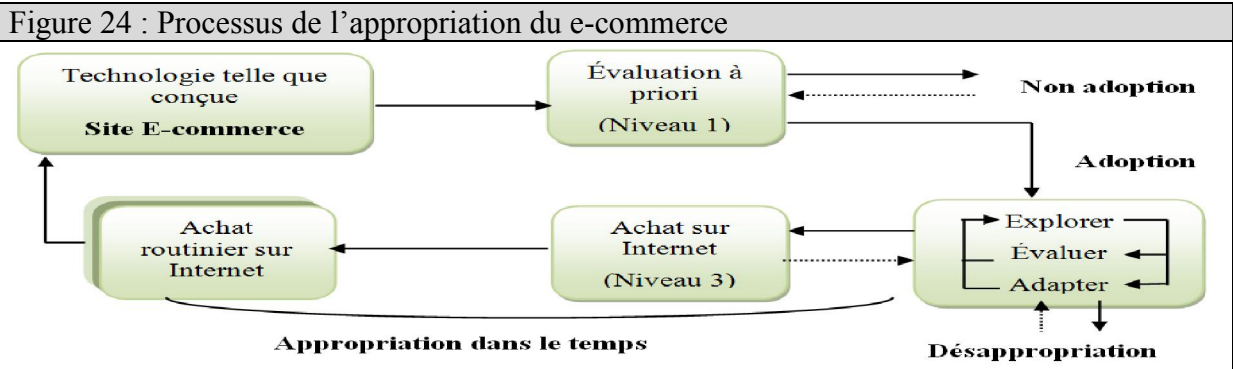 Figure 24 : Processus de l’appropriation du e-commerce
Technologie telle que
conçue
Site E-commerce
Évaluation à
priori
(Niveau 1)
Non adoption
Adoption
Explorer
Évaluer
Adapter
Désappropriation
Achat sur
Internet
(Niveau 3)
Achat
routinier sur
Internet
Appropriation dans le temps